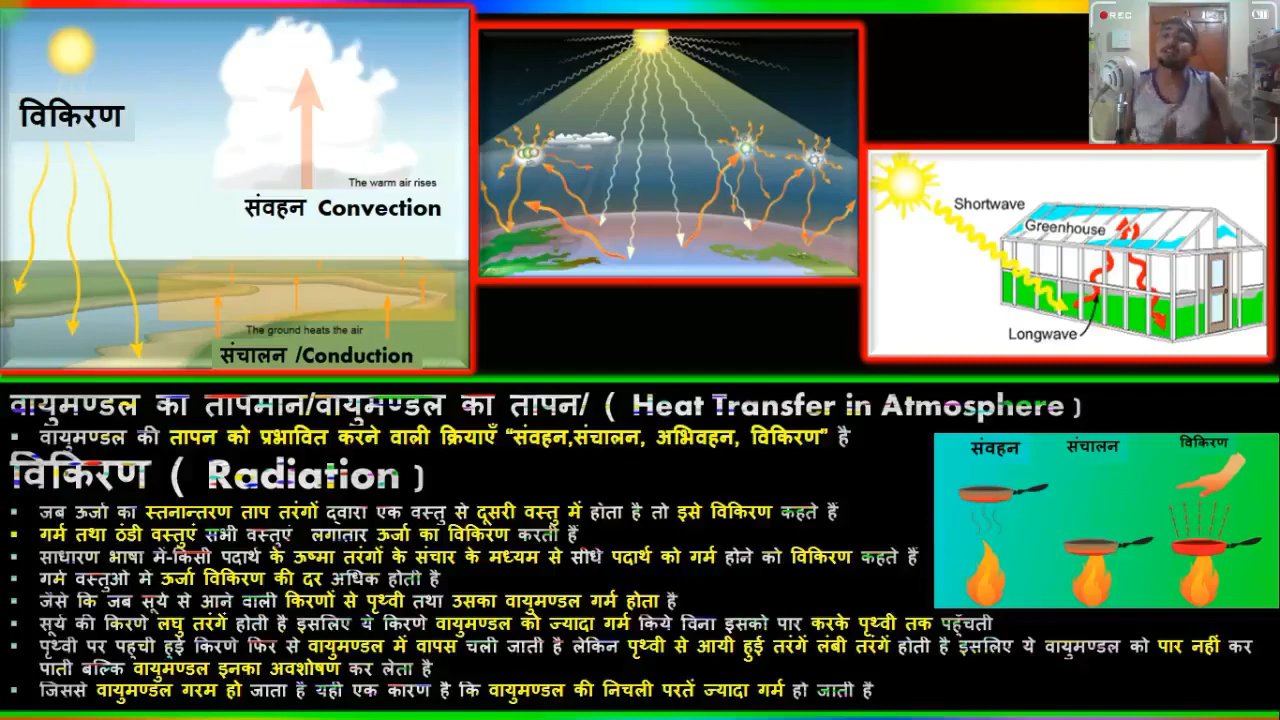 REC
विकिरण
The warm air rises
संवहन Convection
The ground heats the air
संचालन /Conduction
Shortwave
Greenhouse
Longwave
वायुमण्डल का तापमान/वायुमण्डल का तापन/ ( Heat Transfer in Atmosphere )
वायुमण्डल की तापन को प्रभावित करने वाली क्रियाएँ “संवहन,संचालन, अभिवहन, विकिरण” है
संवहन संचालन विकिरण
विकिरण ( Radiation )
जब ऊर्जा का स्तनान्तरण ताप तरंगों द्वारा एक वस्तु से दूसरी वस्तु में होता है तो इसे विकिरण कहते हैं
गर्म तथा ठंडी वस्तुएं सभी वस्तुएं लगातार ऊर्जा का विकिरण करती हैं
साधारण भाषा में-किसी पदार्थ के ऊष्मा तरंगों के संचार के मध्यम से सीधे पदार्थ को गर्म होने को विकिरण कहते हैं
गर्म वस्तुओ में ऊर्जा विकिरण की दर अधिक होती है
जैसे कि जब सूर्य से आने वाली किरणों से पृथ्वी तथा उसका वायुमण्डल गर्म होता है
सूर्य की किरणें लघु तरंगें होती है इसलिए ये किरणे वायुमण्डल को ज्यादा गर्म किये विना इसको पार करके पृथ्वी तक पहूँचती
पृथ्वी पर पहूची हूई किरणे फिर से वायुमण्डल में वापस चली जाती है लेकिन पृथ्वी से आयी हूई तरंगें लंबी तरंगें होती है इसलिए ये वायुमण्डल को पार नहीं कर
पाती बल्कि वायुमण्डल इनका अवशोषण कर लेता है
जिससे वायुमण्डल गरम हो जाता है यही एक कारण है कि वायुमण्डल की निचली परतें ज्यादा गर्म हो जाती है